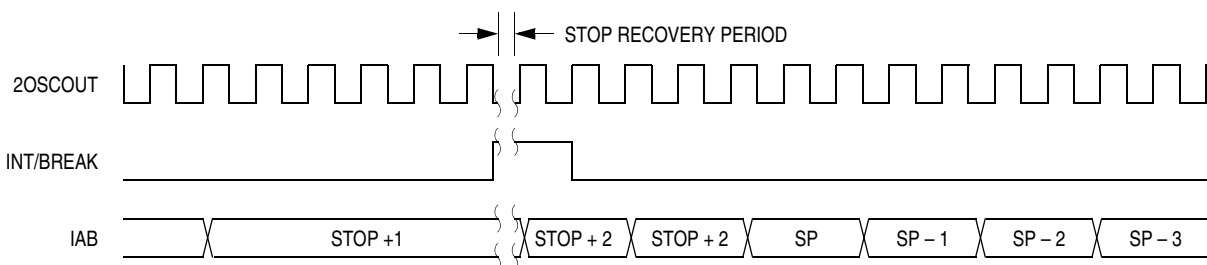 STOP RECOVERY PERIOD
2OSCOUT
INT/BREAK
IAB STOP +1 STOP + 2 STOP + 2 SP SP – 1 SP – 2 SP – 3